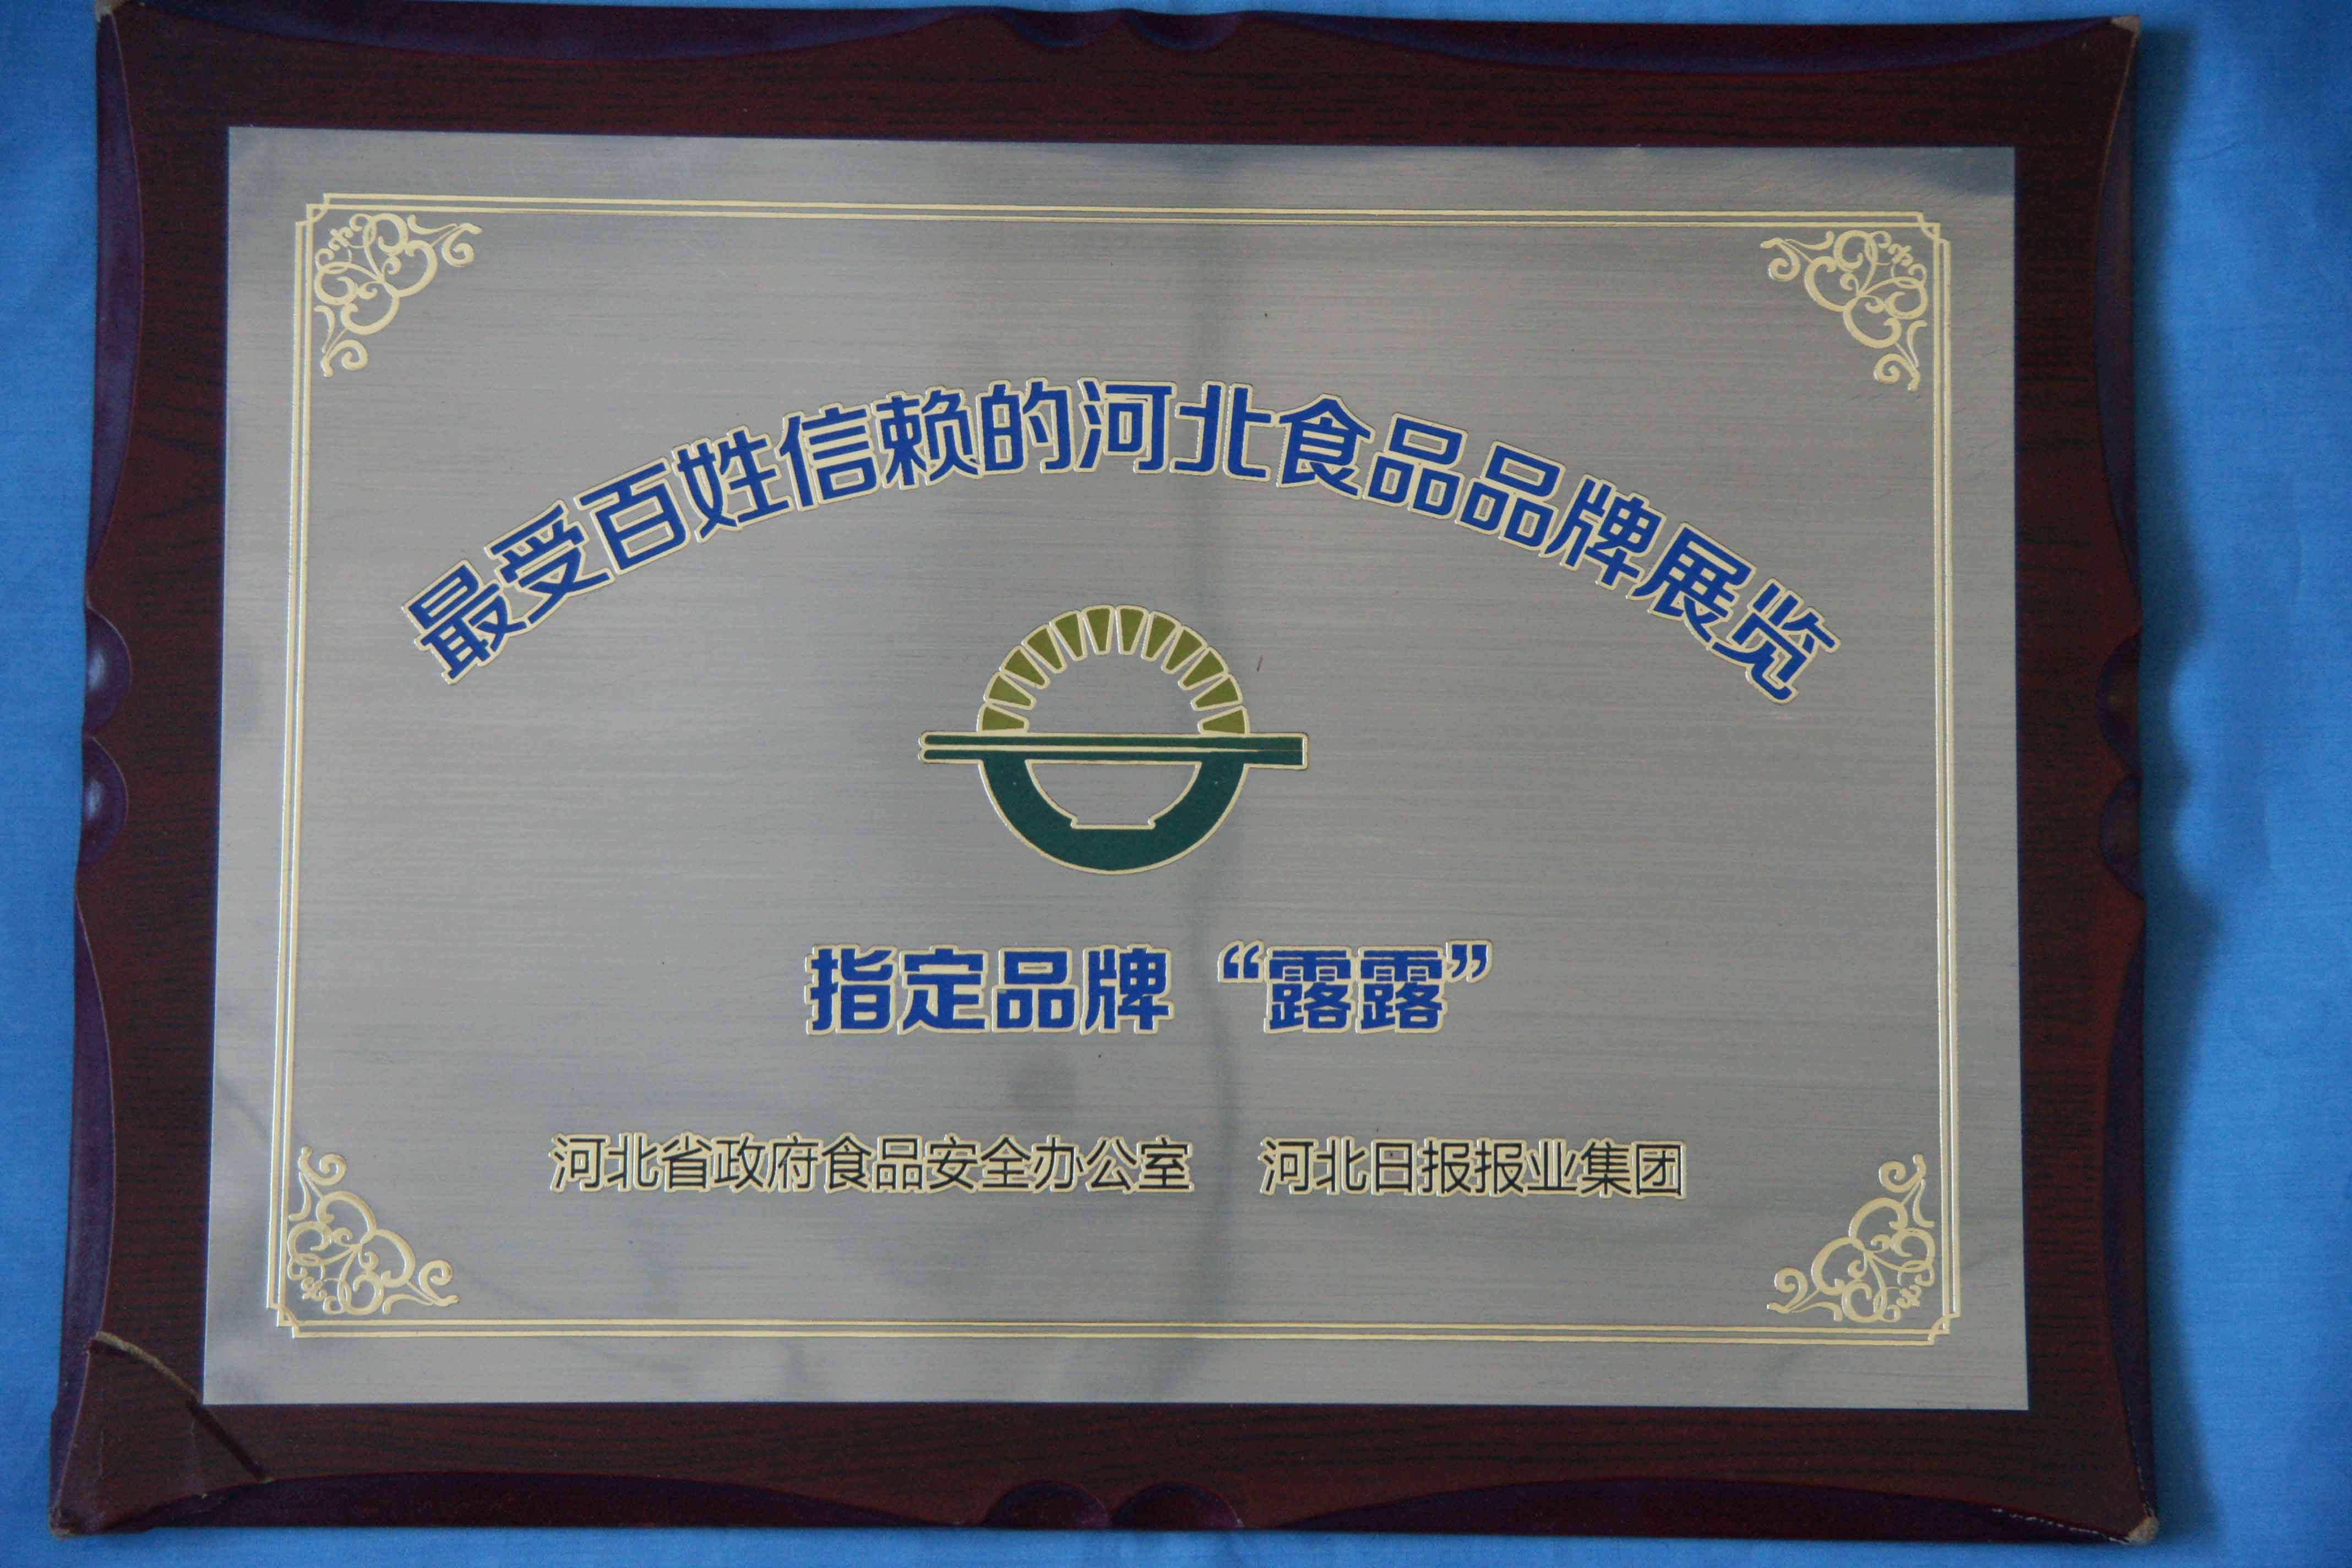 最受百姓信赖的河北食品品牌展览
指定品牌 “露露”
河北省政府食品安全办公室 河北日报报业集团